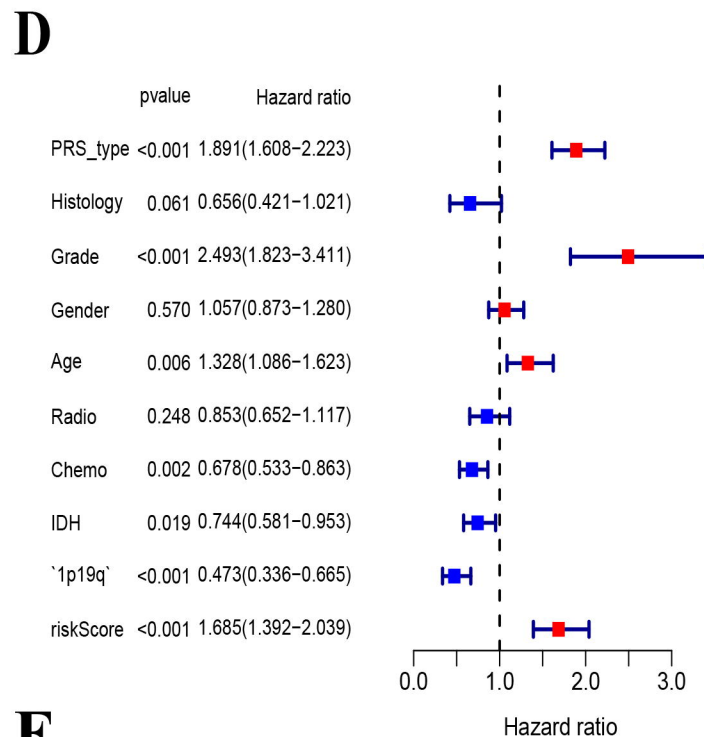 D
pvalue Hazard ratio
PRS_type <0.001 1.891(1.608−2.223)
Histology 0.061 0.656(0.421−1.021)
Grade <0.001 2.493(1.823−3.411)
Gender 0.570 1.057(0.873−1.280)
Age 0.006 1.328(1.086−1.623)
Radio 0.248 0.853(0.652−1.117)
Chemo 0.002 0.678(0.533−0.863)
IDH 0.019 0.744(0.581−0.953)
`1p19q` <0.001 0.473(0.336−0.665)
riskScore <0.001 1.685(1.392−2.039)
0.0 1.0 2.0 3.0
Hazard ratio